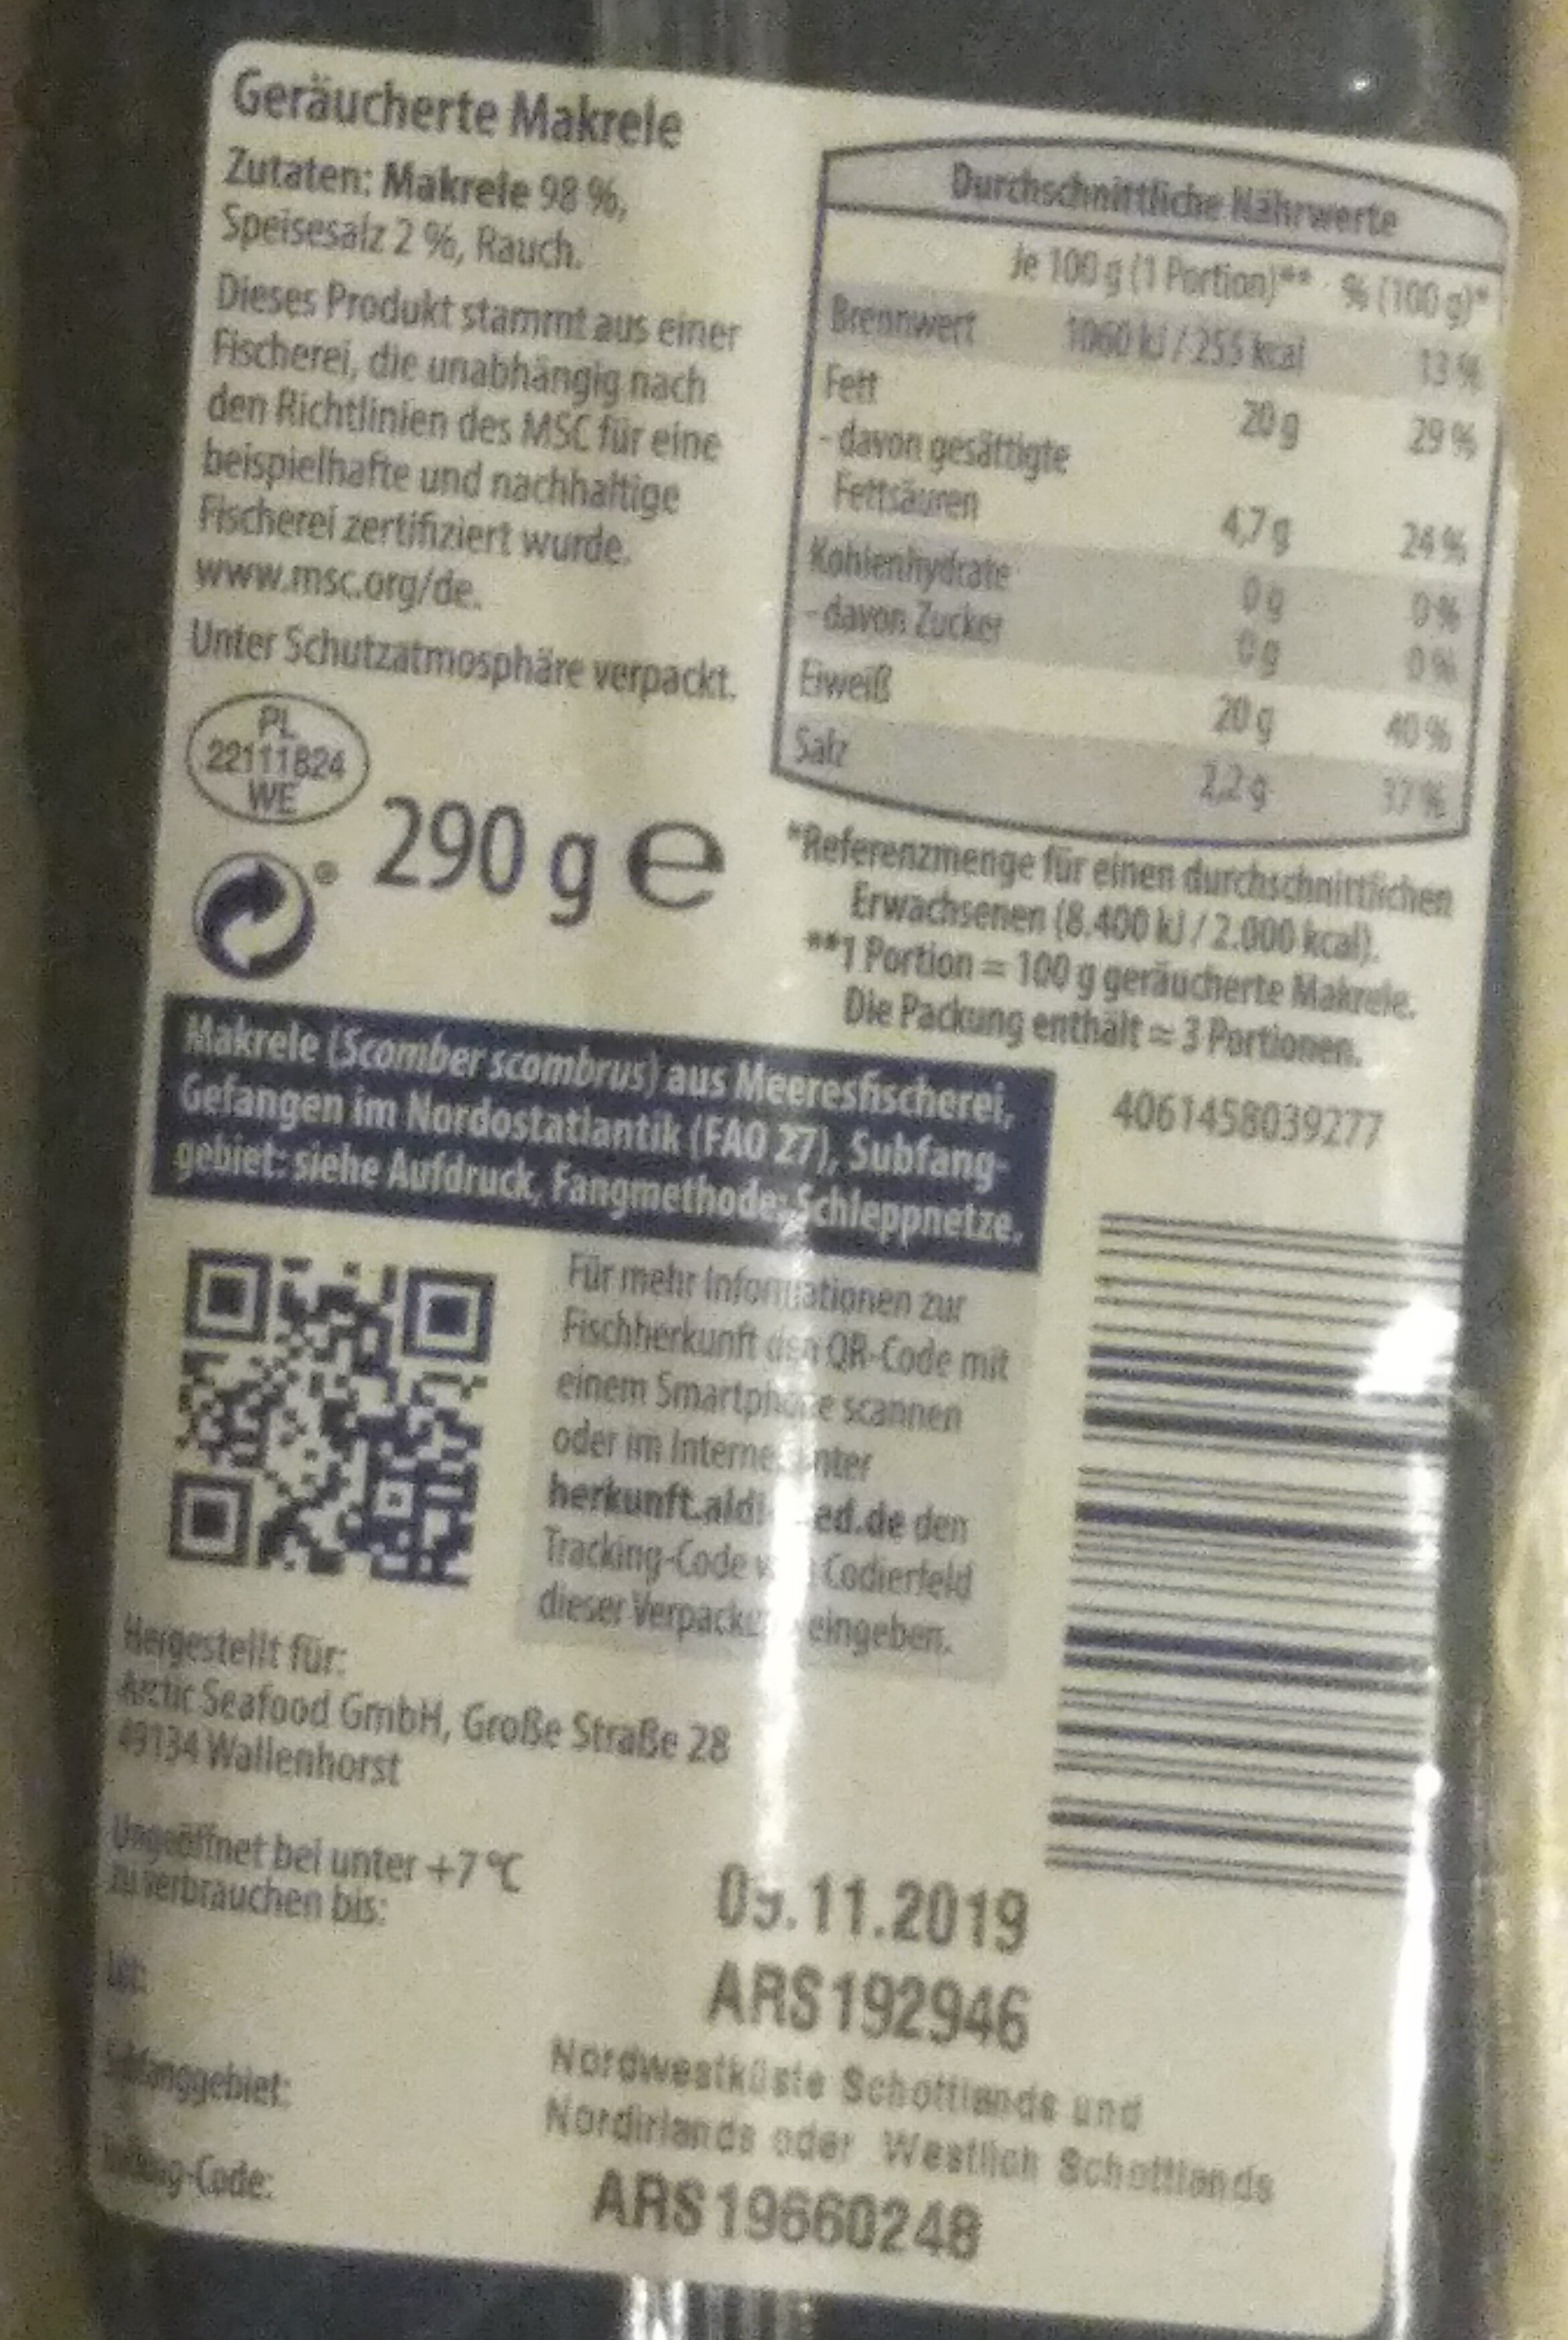 Geräucherte Makrele
Zutaten: Makrele 98 %,
Speisesalz 2 %, Rauch.
Dieses Produkt stammt aus einer
Fischerei, die unabhängig nach
den Richtlinien des MSC für eine
beispielhafte und nachhaltige
Fischerei zertifiziert wurde.
www.msc.org/de.
Unter Schutzatmosphäre verpackt.
PL
22111824
WE
® 290 g e
Durchschnittliche Nährwerte
Je 100 g (1 Portion)** % (100 g)*
Brennwert 1060 kJ / 255 kcal 13 %
Fett 20 g 29 %
- davon gesättigte
Fettsäuren 4,7 g 24 %
Kohlenhydrate 0 g 0 %
- davon Zucker 0 g 0 %
Eiweiß 20 g 40 %
Salz 2,2 g 37 %
*Referenzmenge für einen durchschnittlichen
Erwachsenen (8.400 kJ / 2.000 kcal).
**1 Portion = 100 g geräucherte Makrele.
Die Packung enthält ≈ 3 Portionen.
Makrele (Scomber scombrus) aus Meeresfischerei,
Gefangen im Nordostatlantik (FAO 27), Subfang-
gebiet: siehe Aufdruck, Fangmethode: Schleppnetze.
4061458039277
Für mehr Informationen zur
Fischherkunft den QR-Code mit
einem Smartphone scannen
oder im Internet unter
den
Tracking-Code Codierfeld
dieser Verpackung eingeben.
Hergestellt für:
Arctic Seafood GmbH, Große Straße 28
49134 Wallenhorst
Ungeöffnet bei unter +7 °C
zu verbrauchen bis: .11.2019
Lot: ARS192946
Subfanggebiet: Nordwestküste Schottlands und
Nordirlands oder Westlich Schottlands
Tracking-Code: ARS19660248